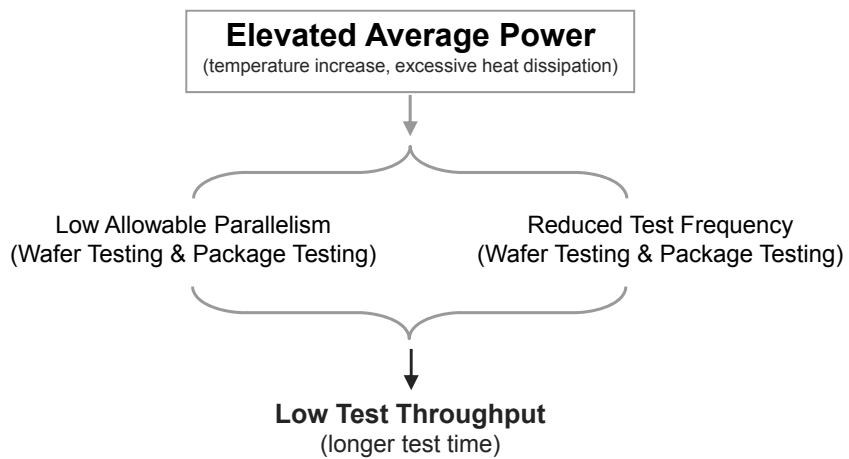 Elevated Average Power
(temperature increase, excessive heat dissipation)
Low Allowable Parallelism
(Wafer Testing & Package Testing)
Reduced Test Frequency
(Wafer Testing & Package Testing)
Low Test Throughput
(longer test time)